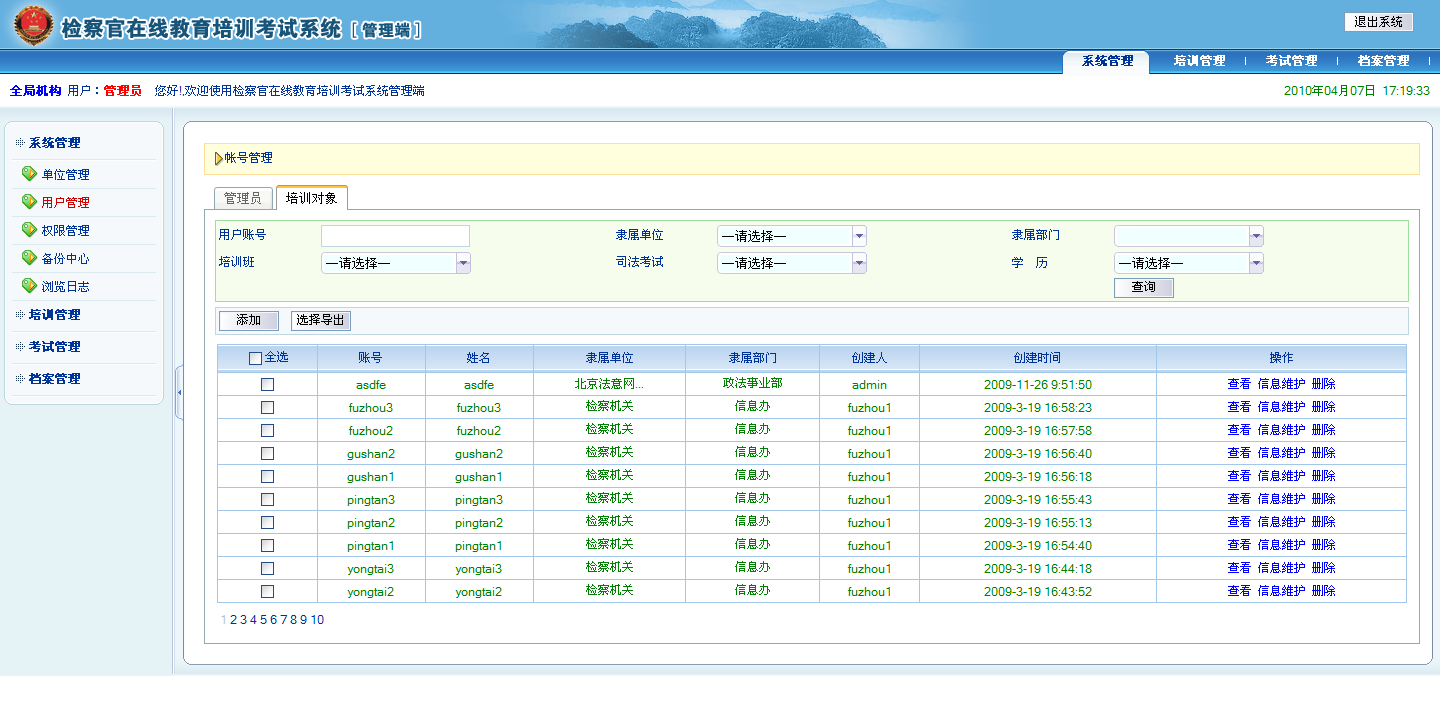 检察官在线教育培训考试系统 [ 管理端 ]
退出系统
系统管理 培训管理 考试管理 档案管理
全局机构 用户：管理员 您好!,欢迎使用检察官在线教育培训考试系统管理端
2010年04月07日 17:19:33
系统管理
单位管理
用户管理
权限管理
备份中心
浏览日志
培训管理
考试管理
档案管理
帐号管理
管理员 培训对象
用户账号 隶属单位 —请选择— 隶属部门
培训班 —请选择— 司法考试 —请选择— 学 历 —请选择—
查询
添加 选择导出
全选 账号 姓名 隶属单位 隶属部门 创建人 创建时间 操作
asdfe asdfe 北京法意网... 政法事业部 admin 2009-11-26 9:51:50 查看 信息维护 删除
fuzhou3 fuzhou3 检察机关 信息办 fuzhou1 2009-3-19 16:58:23 查看 信息维护 删除
fuzhou2 fuzhou2 检察机关 信息办 fuzhou1 2009-3-19 16:57:58 查看 信息维护 删除
gushan2 gushan2 检察机关 信息办 fuzhou1 2009-3-19 16:56:40 查看 信息维护 删除
gushan1 gushan1 检察机关 信息办 fuzhou1 2009-3-19 16:56:18 查看 信息维护 删除
pingtan3 pingtan3 检察机关 信息办 fuzhou1 2009-3-19 16:55:43 查看 信息维护 删除
pingtan2 pingtan2 检察机关 信息办 fuzhou1 2009-3-19 16:55:13 查看 信息维护 删除
pingtan1 pingtan1 检察机关 信息办 fuzhou1 2009-3-19 16:54:40 查看 信息维护 删除
yongtai3 yongtai3 检察机关 信息办 fuzhou1 2009-3-19 16:44:18 查看 信息维护 删除
yongtai2 yongtai2 检察机关 信息办 fuzhou1 2009-3-19 16:43:52 查看 信息维护 删除
1 2 3 4 5 6 7 8 9 10